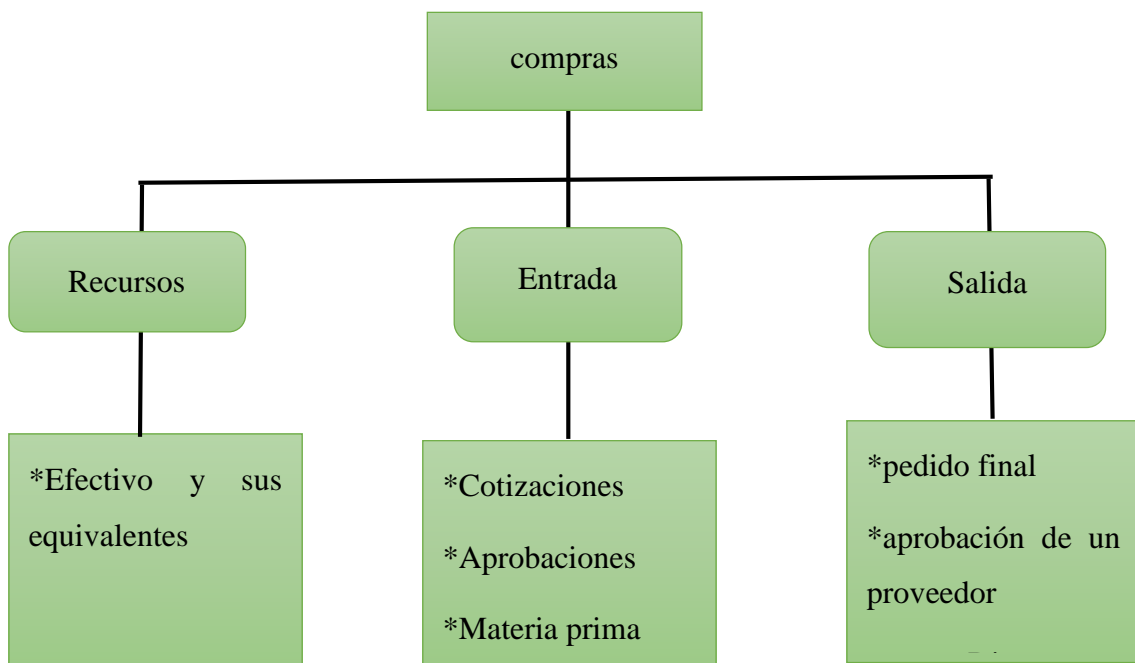 compras
Recursos
Entrada
Salida
*Efectivo y sus
equivalentes
*Cotizaciones
*Aprobaciones
*Materia prima
*pedido final
*aprobación de un
proveedor